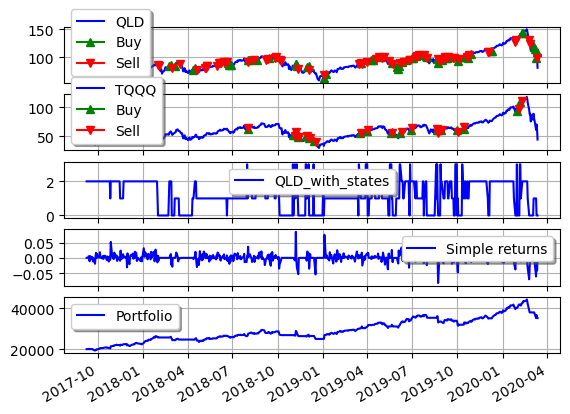 QLD
Buy
Sell
150
100
TQQQ
Buy
Sell
100
50
QLD_with_states
2
0
Simple returns
0.05
0.00
−0.05
Portfolio
40000
20000
2017-10
2018-01
2018-04
2018-07
2018-10
2019-01
2019-04
2019-07
2019-10
2020-01
2020-04